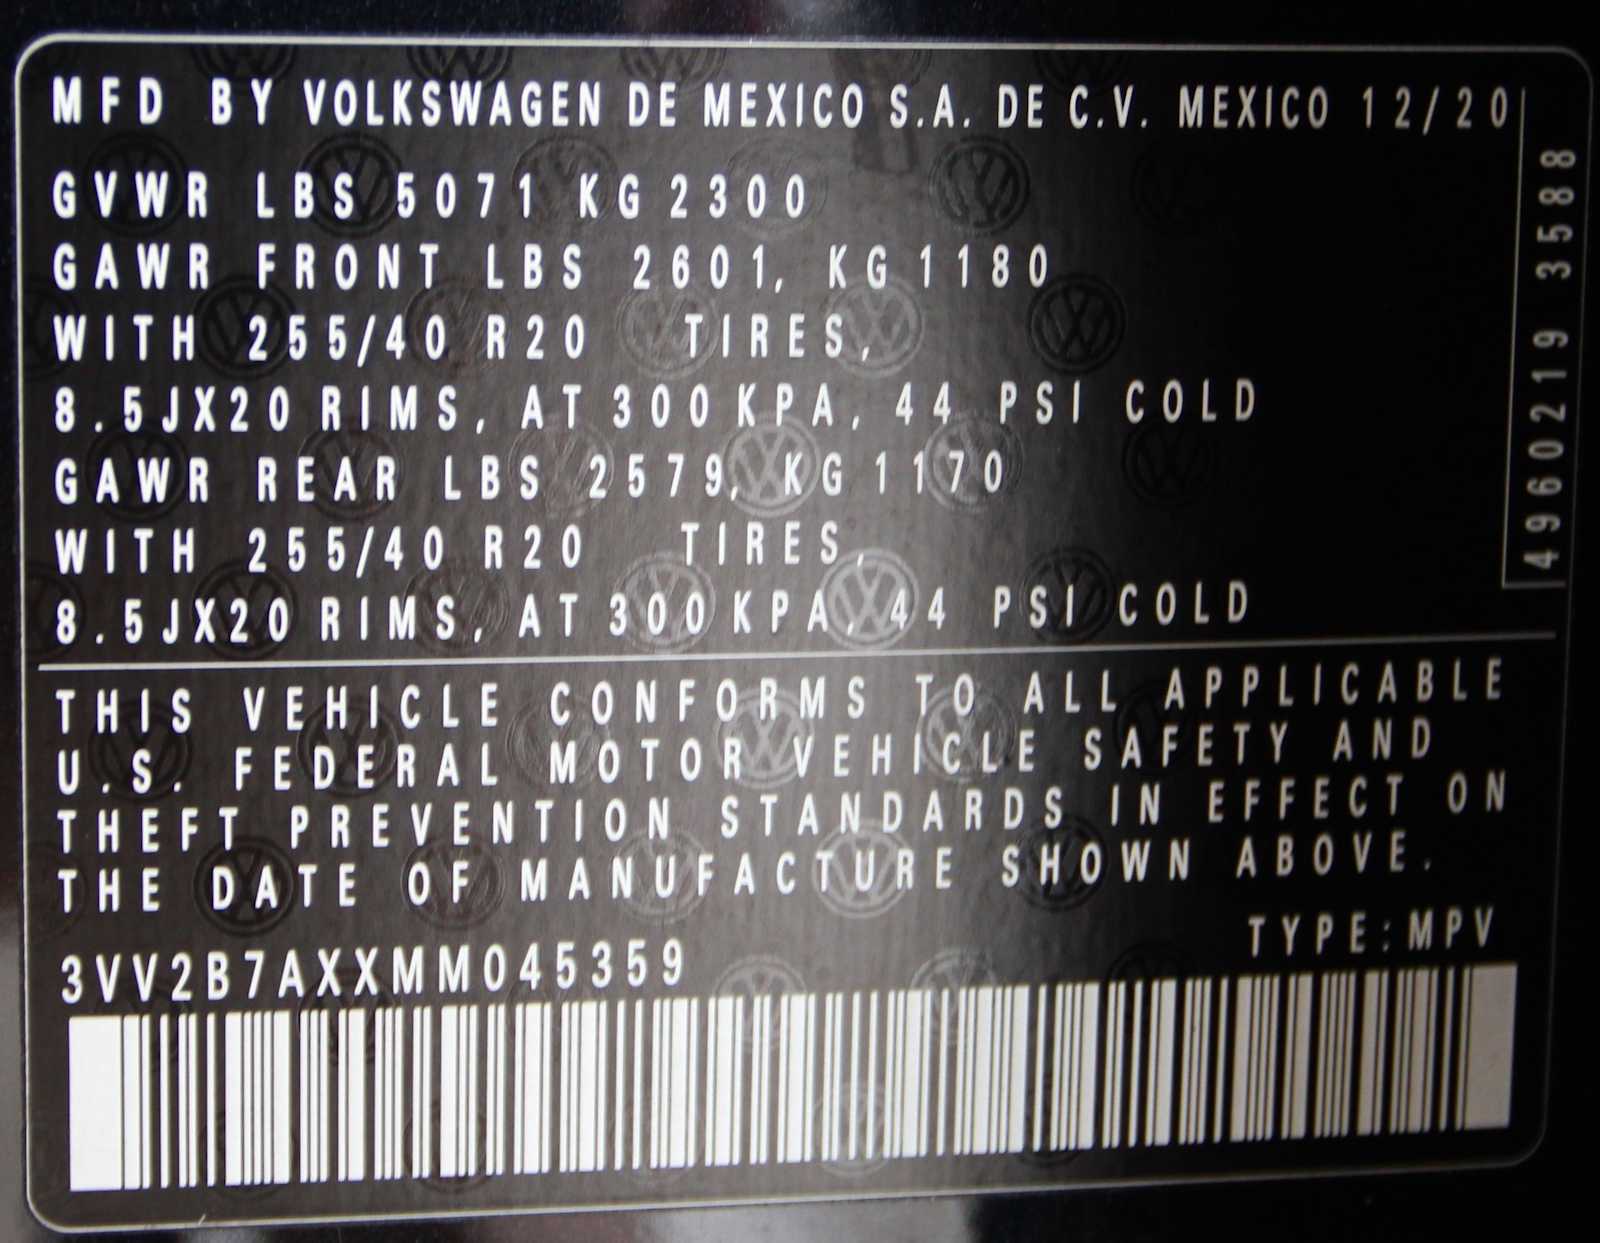 MFD BY VOLKSWAGEN DE MEXICO S.A. DE C.V. MEXICO 12/20
GVWR LBS 5071 KG 2300
GAWR FRONT LBS 2601, KG 1180
WITH 255/40 R20 TIRES,
8.5JX20 RIMS, AT 300 KPA, 44 PSI COLD
GAWR REAR LBS 2579, KG 1170
WITH 255/40 R20 TIRES,
8.5JX20 RIMS, AT 300 KPA, 44 PSI COLD
4960219 3588
THIS VEHICLE CONFORMS TO ALL APPLICABLE
U.S. FEDERAL MOTOR VEHICLE SAFETY AND
THEFT PREVENTION STANDARDS IN EFFECT ON
THE DATE OF MANUFACTURE SHOWN ABOVE.
TYPE:MPV
3VV2B7AXXMM045359